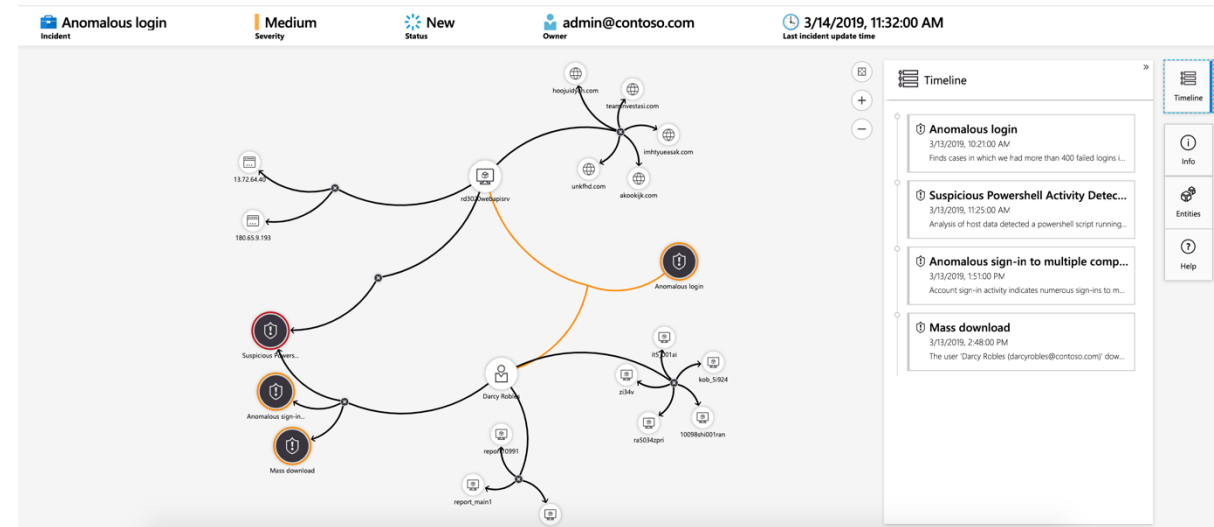 Anomalous login
Incident
Medium
Severity
New
Status
admin@contoso.com
Owner
3/14/2019, 11:32:00 AM
Last incident update time
teaminvestasi.com
imhtyueasak.com
unkfhd.com
akookijk.com
13.72.64.40
180.65.9.193
rd3020webapisrv
Anomalous login
Suspicious Powers...
Anomalous sign-in...
Mass download
Darcy Robles
zi34v
kob_5i924
ra5034zpri
10098shi001ran
report_main1
Timeline
»
Anomalous login
3/13/2019, 10:21:00 AM
Finds cases in which we had more than 400 failed logins i...
Suspicious Powershell Activity Detec...
3/13/2019, 11:25:00 AM
Analysis of host data detected a powershell script running...
Anomalous sign-in to multiple comp...
3/13/2019, 1:51:00 PM
Account sign-in activity indicates numerous sign-ins to m...
Mass download
3/13/2019, 2:48:00 PM
The user 'Darcy Robles (darcyrobles@contoso.com)' dow...
Timeline
Info
Entities
Help